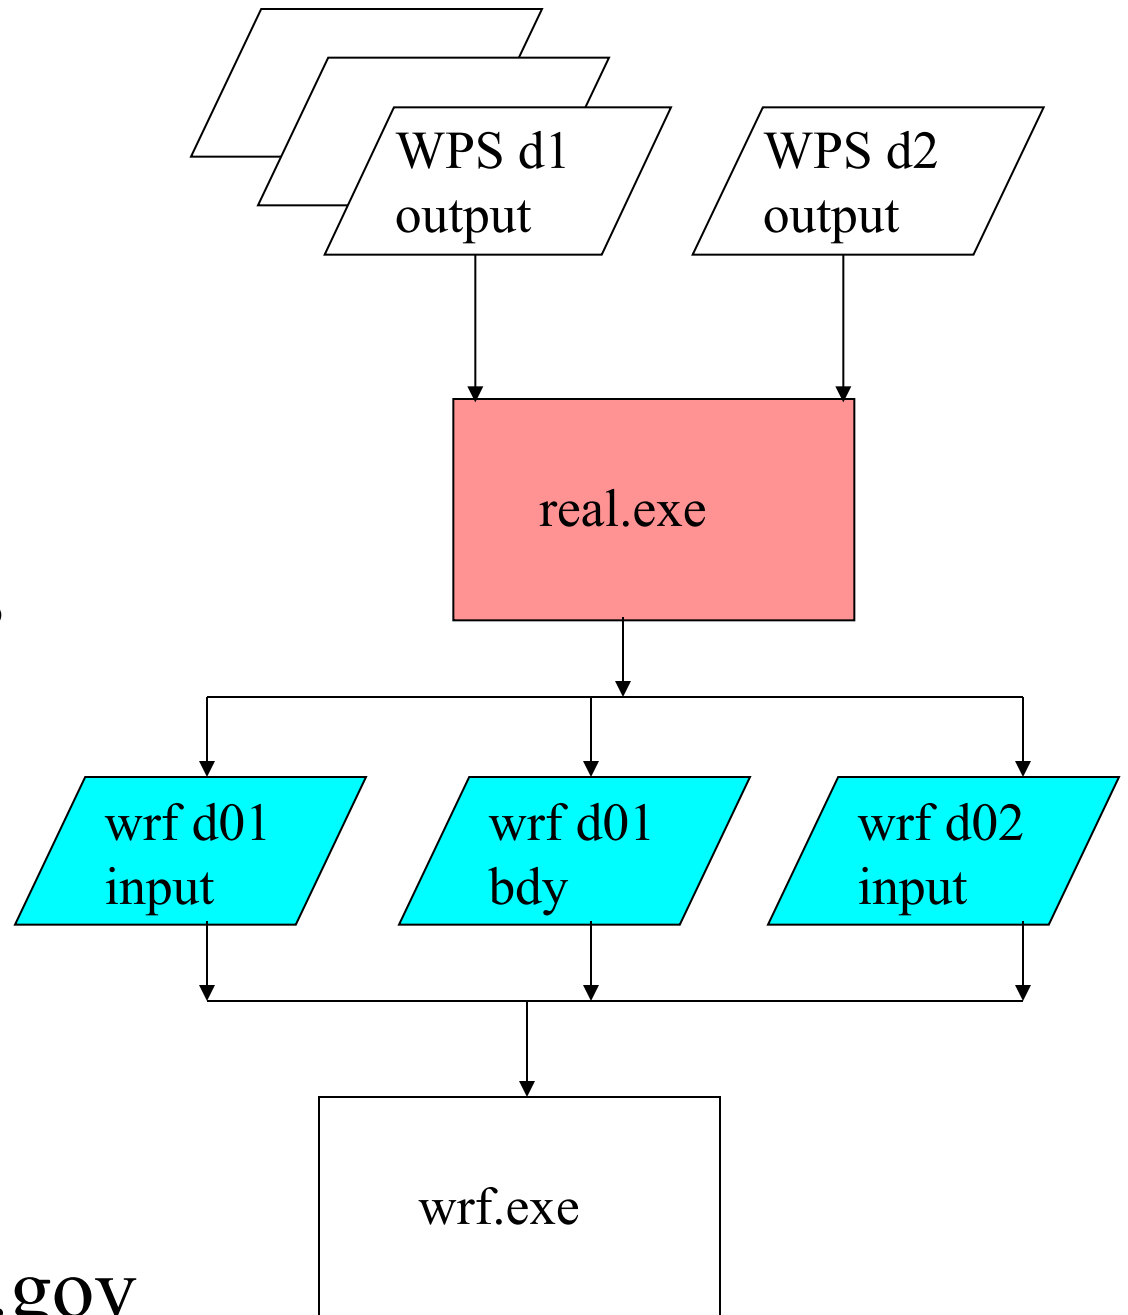 WPS d1
output
WPS d2
output
real.exe
wrf d01
input
wrf d01
bdy
wrf d02
input
wrf.exe
.gov